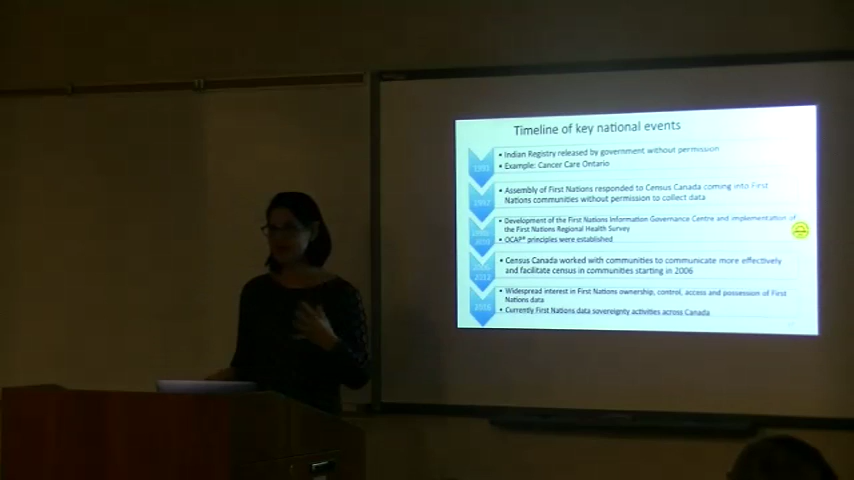 Timeline of key national events
• Indian Registry released by government without permission
• Example: Cancer Care Ontario
• Assembly of First Nations responded to Census Canada coming into First
Nations communities without permission to collect data
• Development of the First Nations Information Governance Centre and implementation of
the First Nations Regional Health Survey
• OCAP® principles were established
• Census Canada worked with communities to communicate more effectively
and facilitate census in communities starting in 2006
• Widespread interest in First Nations ownership, control, access and possession of First
Nations data
• Currently First Nations data sovereignty activities across Canada